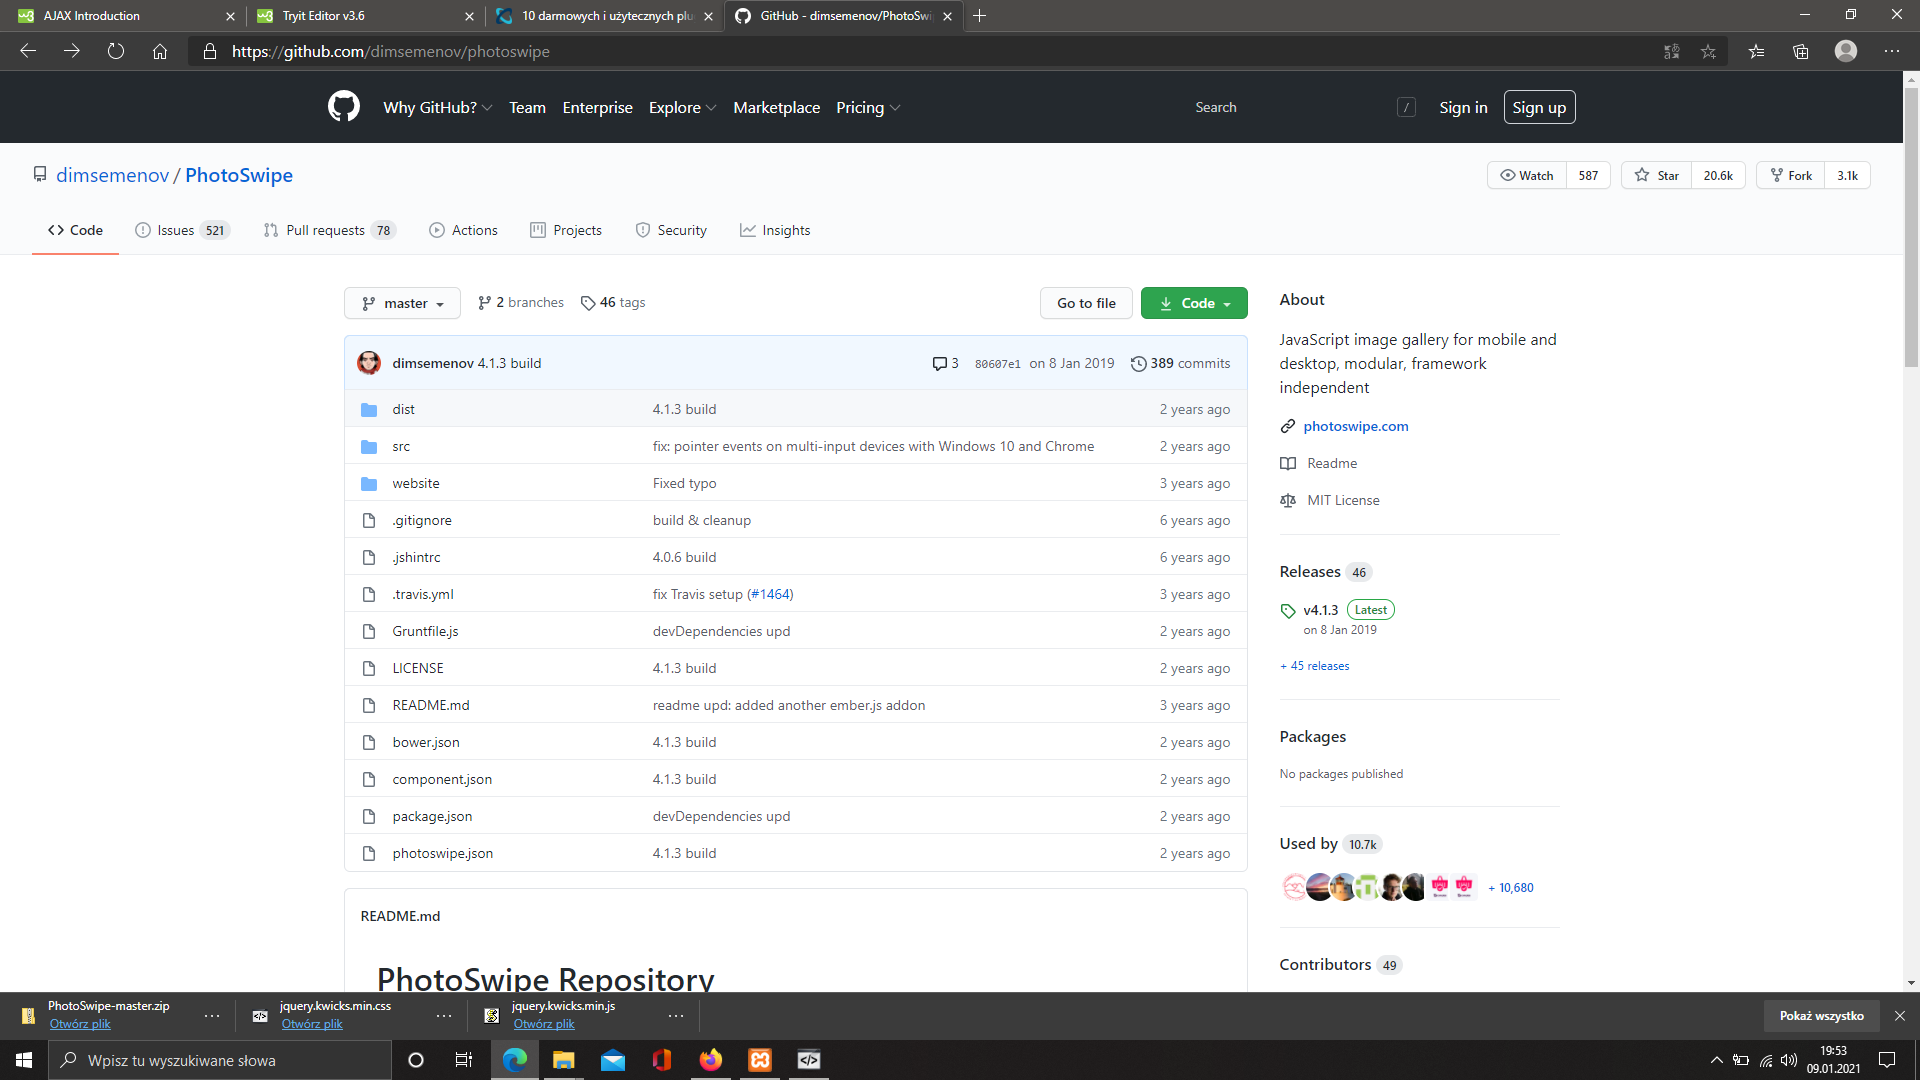 AJAX Introduction
Tryit Editor v3.6
10 darmowych i użytecznych plu
GitHub - dimsemenov/PhotoSwi
https://github.com/dimsemenov/photoswipe
Why GitHub? Team Enterprise Explore Marketplace Pricing Search / Sign in Sign up
dimsemenov / PhotoSwipe
Watch 587 Star 20.6k Fork 3.1k
Code Issues 521 Pull requests 78 Actions Projects Security Insights
master 2 branches 46 tags Go to file Code
dimsemenov 4.1.3 build 3 80607e1 on 8 Jan 2019 389 commits
dist 4.1.3 build 2 years ago
src fix: pointer events on multi-input devices with Windows 10 and Chrome 2 years ago
website Fixed typo 3 years ago
.gitignore build & cleanup 6 years ago
.jshintrc 4.0.6 build 6 years ago
.travis.yml fix Travis setup (#1464) 3 years ago
Gruntfile.js devDependencies upd 2 years ago
LICENSE 4.1.3 build 2 years ago
README.md readme upd: added another ember.js addon 3 years ago
bower.json 4.1.3 build 2 years ago
component.json 4.1.3 build 2 years ago
package.json devDependencies upd 2 years ago
photoswipe.json 4.1.3 build 2 years ago
README.md
PhotoSwipe Repository
About
JavaScript image gallery for mobile and
desktop, modular, framework
independent
photoswipe.com
Readme
MIT License
Releases 46
v4.1.3 Latest
on 8 Jan 2019
+ 45 releases
Packages
No packages published
Used by 10.7k
+ 10,680
Contributors 49
PhotoSwipe-master.zip
Otwórz plik
jquery.kwicks.min.css
Otwórz plik
jquery.kwicks.min.js
Otwórz plik
Pokaż wszystko
Wpisz tu wyszukiwane słowa
19:53
09.01.2021